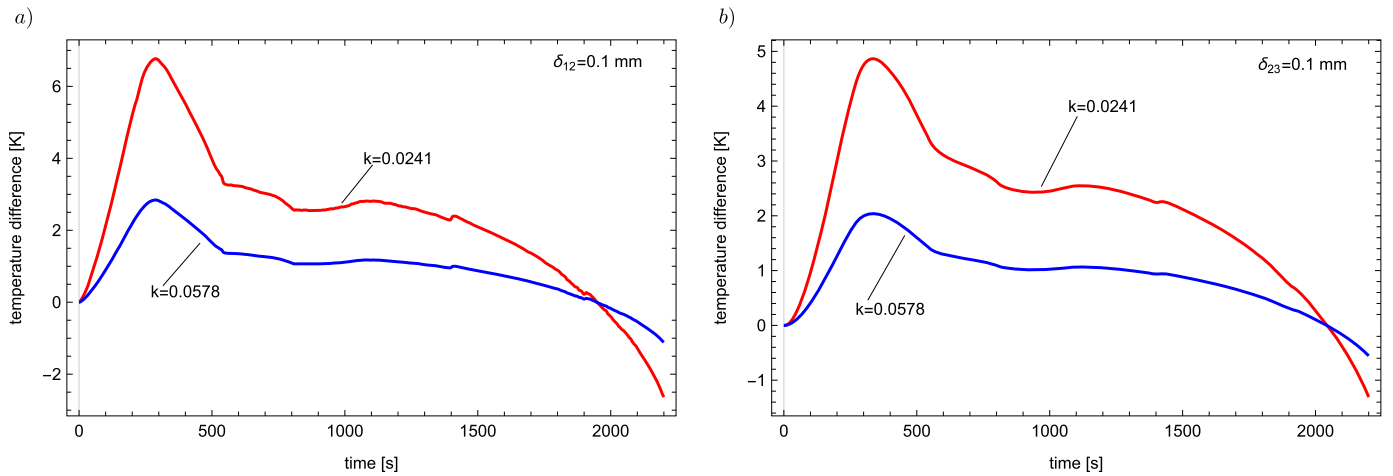 a)
δ12=0.1 mm
k=0.0241
k=0.0578
temperature difference [K]
6
4
2
0
−2
0
500
1000
1500
2000
time [s]
b)
δ23=0.1 mm
k=0.0241
k=0.0578
temperature difference [K]
5
4
3
2
1
0
−1
0
500
1000
1500
2000
time [s]